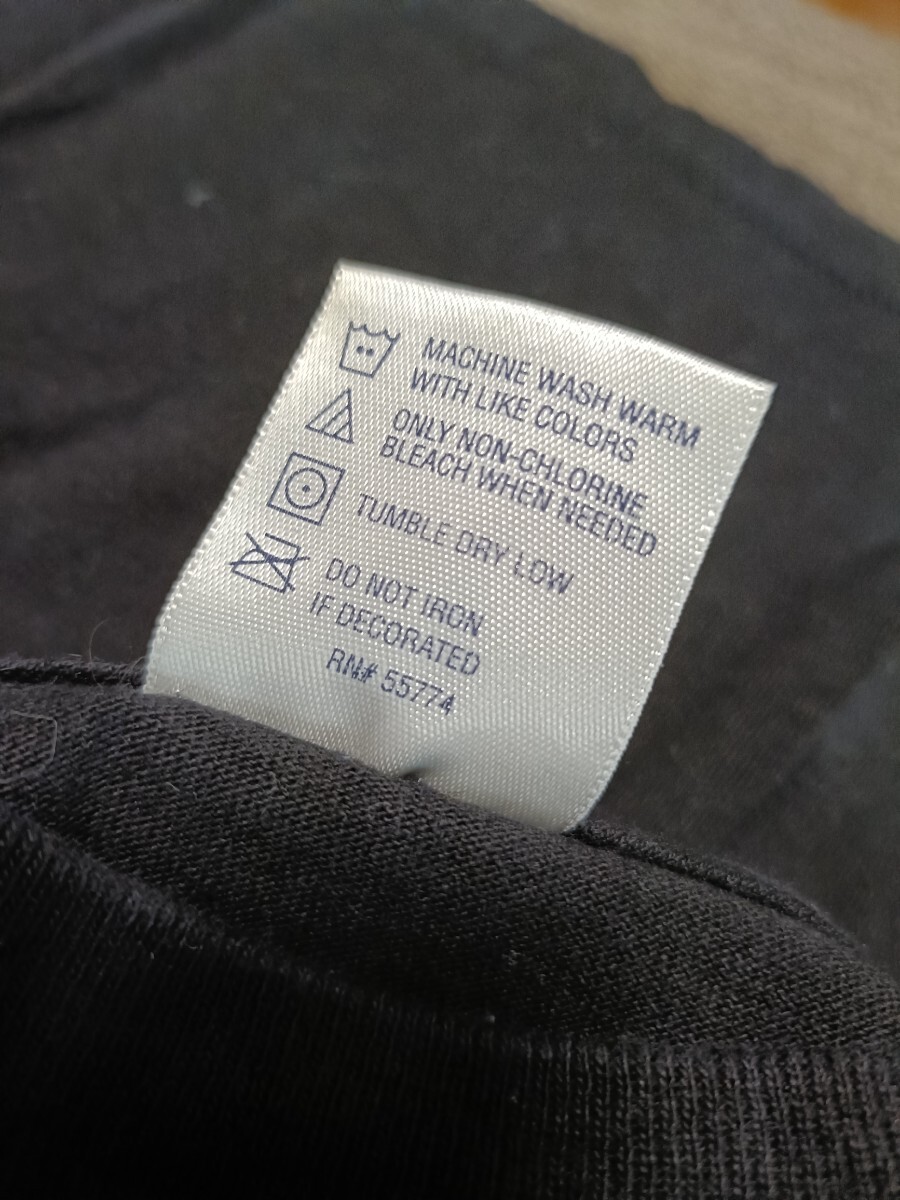 MACHINE WASH WARM
WITH LIKE COLORS
ONLY NON-CHLORINE
BLEACH WHEN NEEDED
TUMBLE DRY LOW
DO NOT IRON
IF DECORATED
RN# 55774